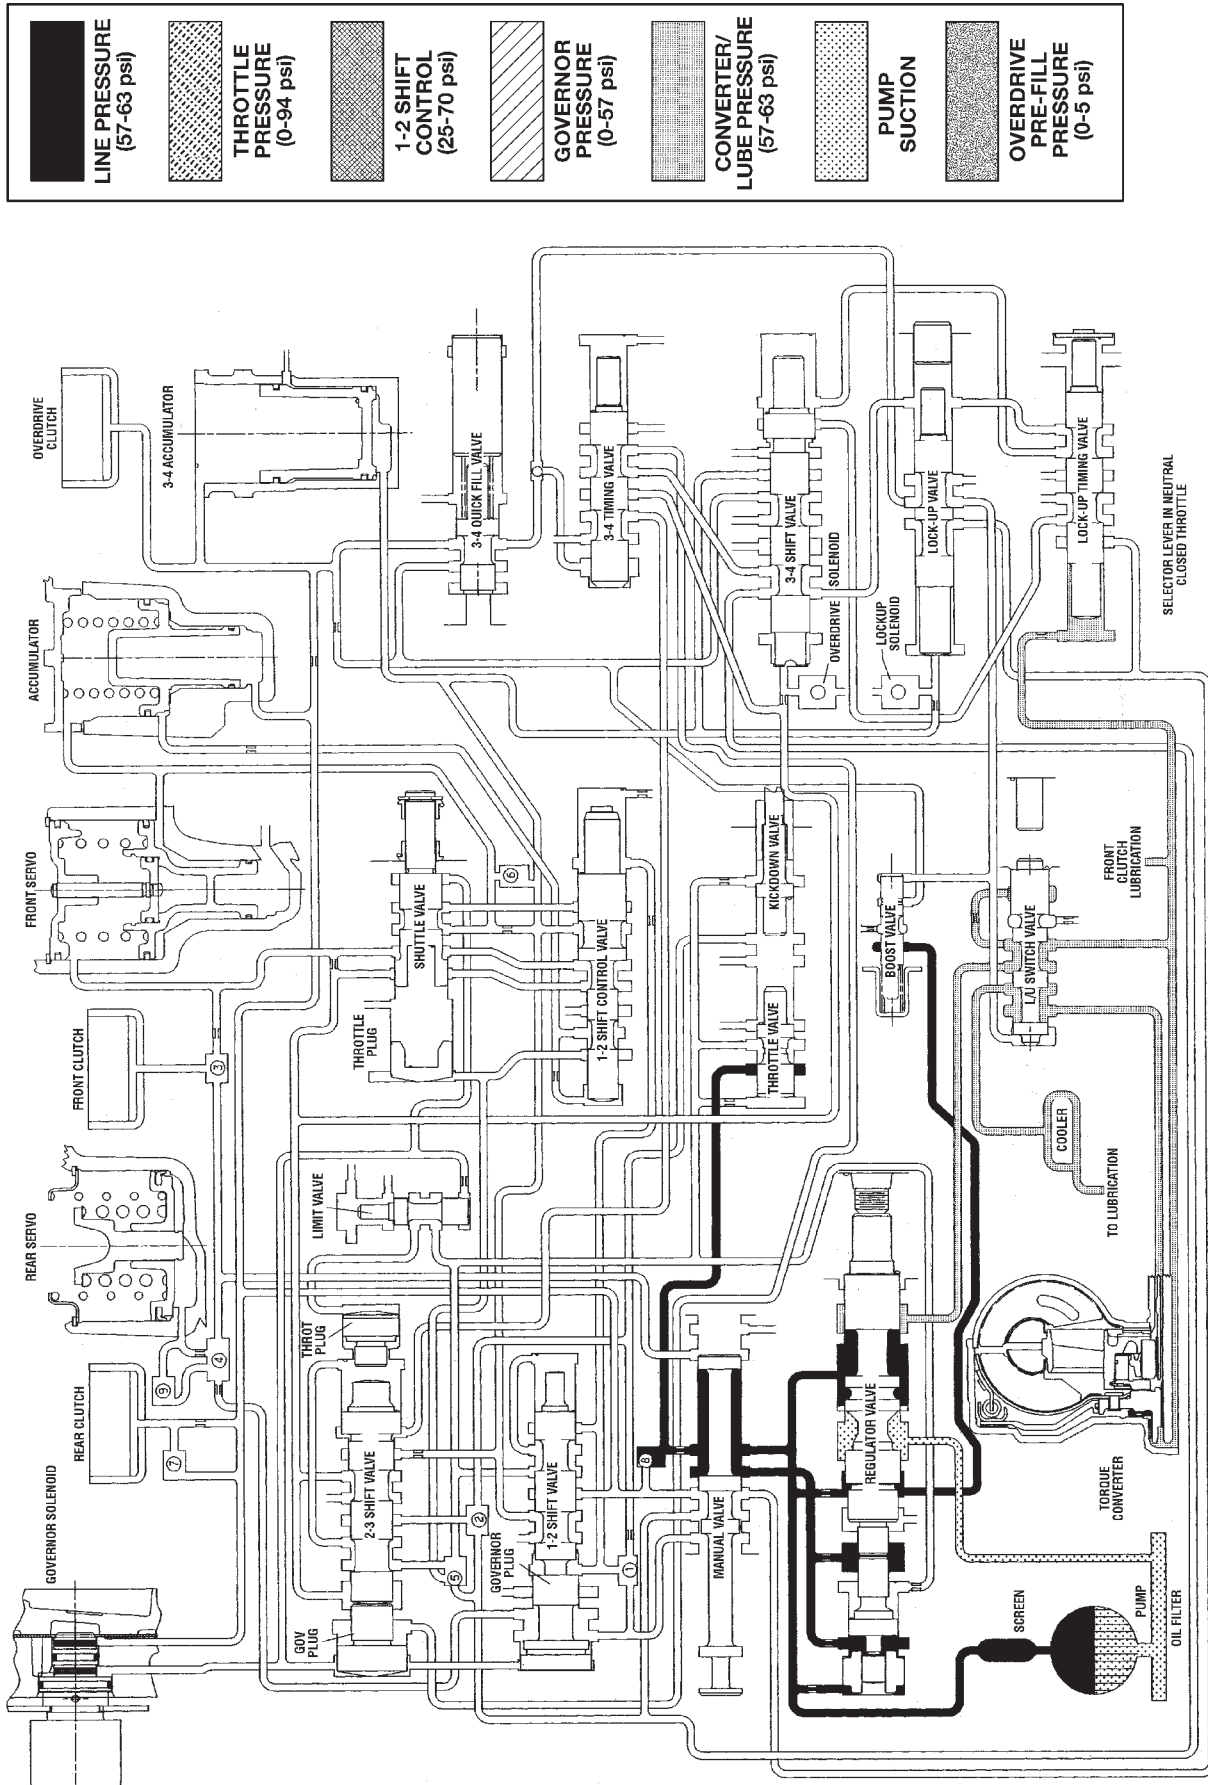 LINE PRESSURE
(57-63 psi)
THROTTLE
PRESSURE
(0-94 psi)
1-2 SHIFT
CONTROL
(25-70 psi)
GOVERNOR
PRESSURE
(0-57 psi)
CONVERTER/
LUBE PRESSURE
(57-63 psi)
PUMP
SUCTION
OVERDRIVE
PRE-FILL
PRESSURE
(0-5 psi)
GOVERNOR SOLENOID
REAR CLUTCH
REAR SERVO
FRONT CLUTCH
FRONT SERVO
ACCUMULATOR
OVERDRIVE
CLUTCH
3-4 ACCUMULATOR
7
9
4
3
6
GOV
PLUG
2-3 SHIFT VALVE
THROT
PLUG
LIMIT VALVE
THROTTLE
PLUG
SHUTTLE VALVE
3-4 QUICK FILL VALVE
5
2
GOVERNOR
PLUG
1-2 SHIFT VALVE
1
1-2 SHIFT CONTROL VALVE
3-4 TIMING VALVE
8
MANUAL VALVE
THROTTLE VALVE
KICKDOWN VALVE
3-4 SHIFT VALVE
SOLENOID
OVERDRIVE
REGULATOR VALVE
BOOST VALVE
LOCKUP
SOLENOID
LOCK-UP VALVE
SCREEN
PUMP
OIL FILTER
TORQUE
CONVERTER
TO LUBRICATION
COOLER
L/U SWITCH VALVE
FRONT
CLUTCH
LUBRICATION
LOCK-UP TIMING VALVE
SELECTOR LEVER IN NEUTRAL
CLOSED THROTTLE